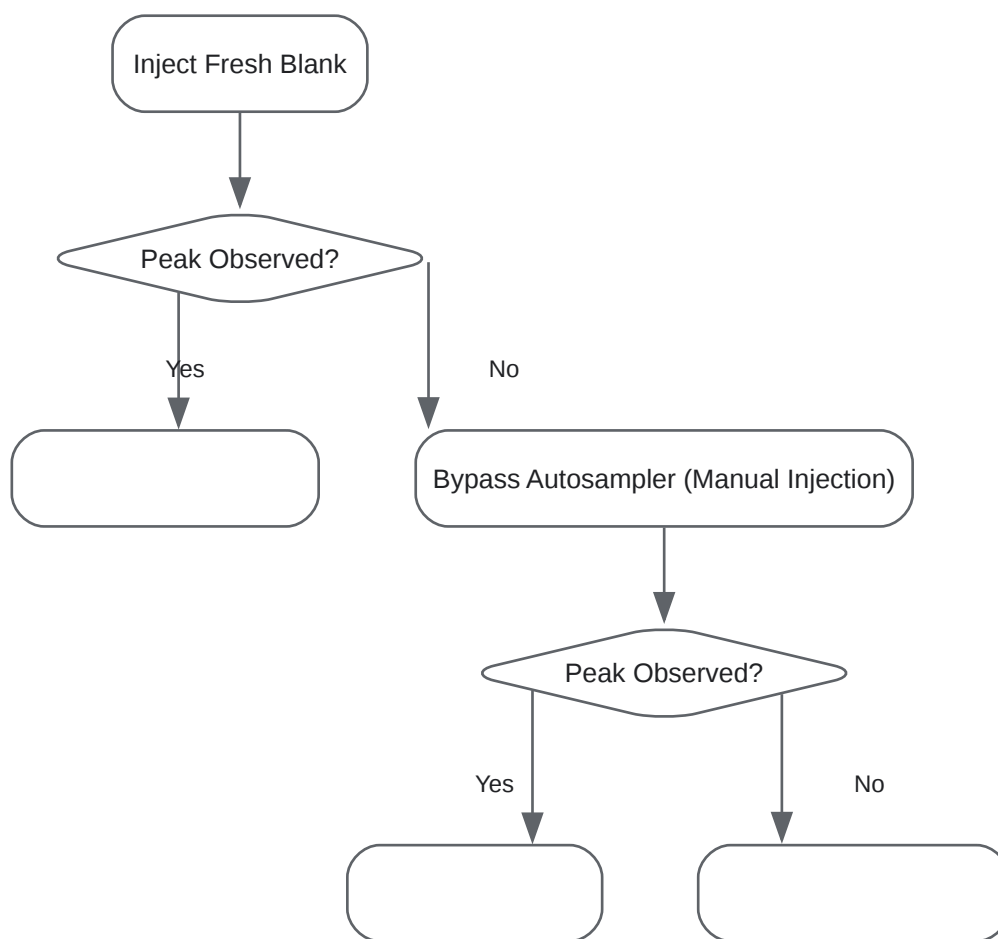 Inject Fresh Blank
Peak Observed?
Yes
No
Bypass Autosampler (Manual Injection)
Peak Observed?
Yes
No